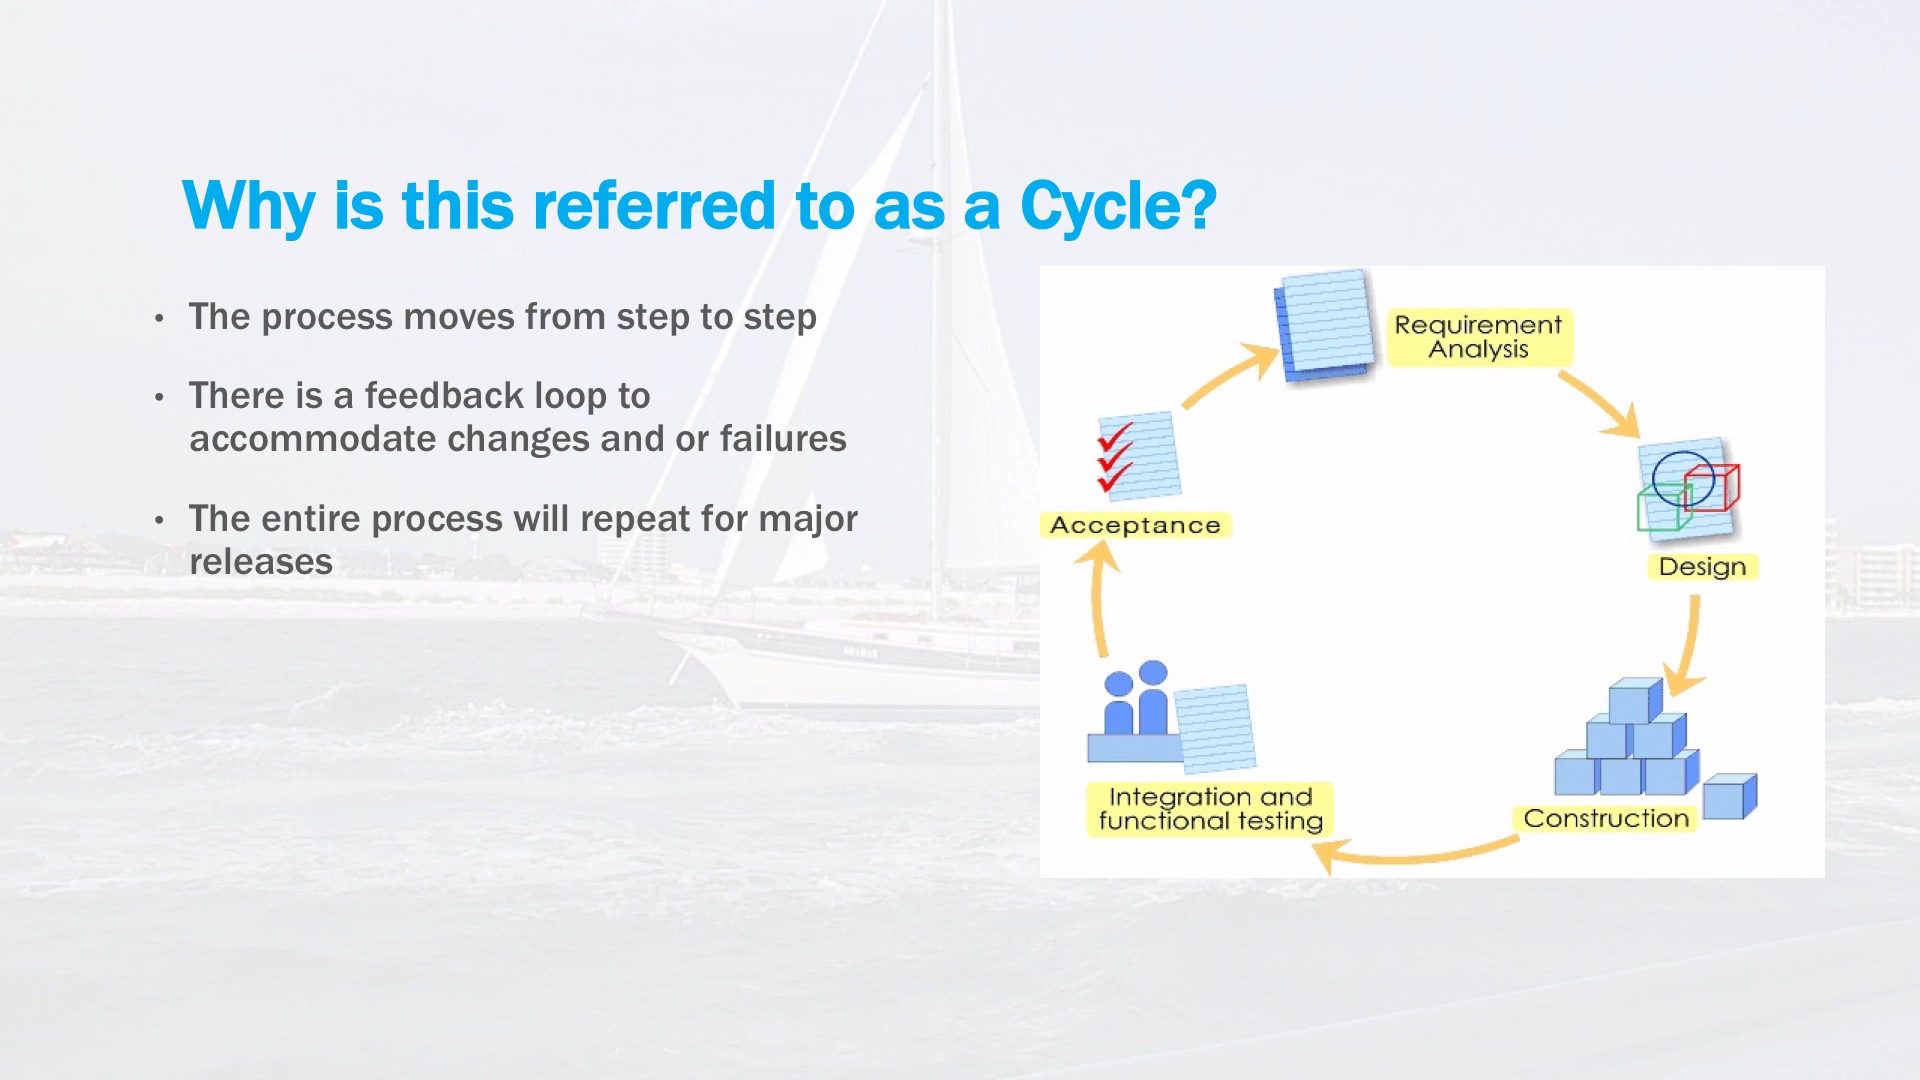 Why is this referred to as a Cycle?
• The process moves from step to step
• There is a feedback loop to
accommodate changes and or failures
• The entire process will repeat for major
releases
Requirement
Analysis
Design
Construction
Integration and
functional testing
Acceptance